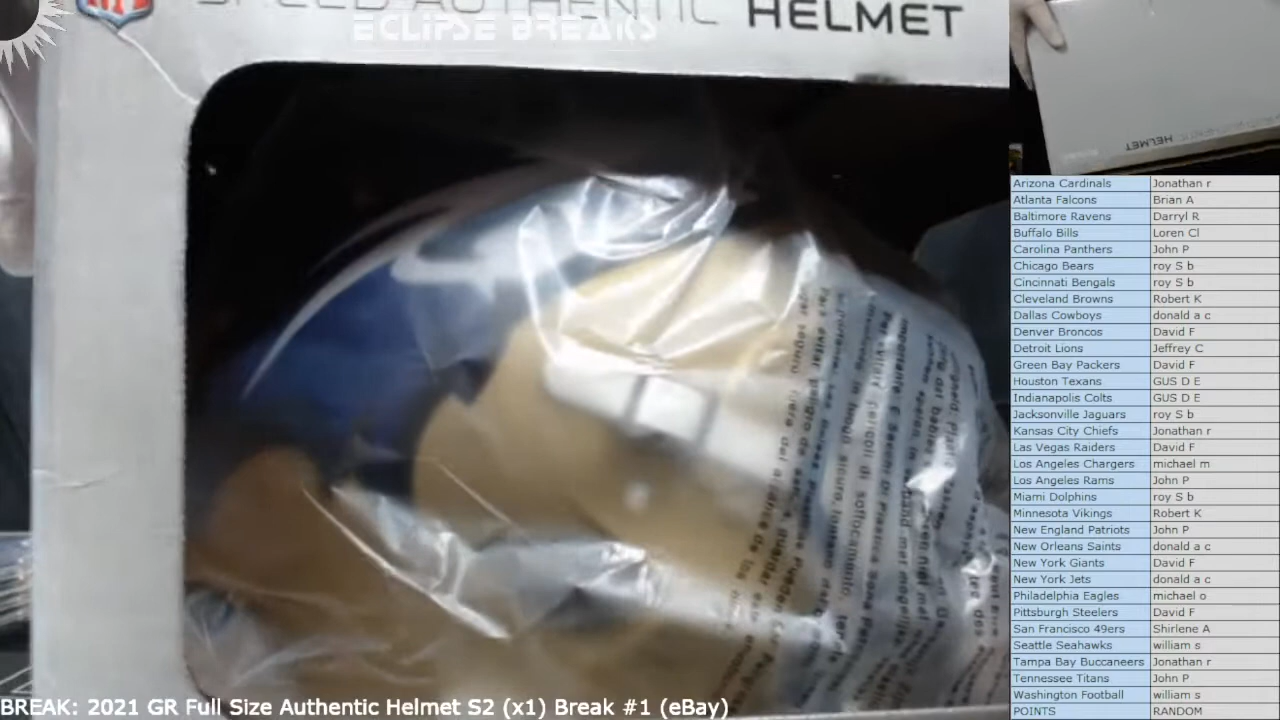 SPEED AUTHENTIC HELMET
ECLIPSE BREAKS
NFL
HELMET
Arizona Cardinals Jonathan r
Atlanta Falcons Brian A
Baltimore Ravens Darryl R
Buffalo Bills Loren Cl
Carolina Panthers John P
Chicago Bears roy S b
Cincinnati Bengals roy S b
Cleveland Browns Robert K
Dallas Cowboys donald a c
Denver Broncos David F
Detroit Lions Jeffrey C
Green Bay Packers David F
Houston Texans GUS D E
Indianapolis Colts GUS D E
Jacksonville Jaguars roy S b
Kansas City Chiefs Jonathan r
Las Vegas Raiders David F
Los Angeles Chargers michael m
Los Angeles Rams John P
Miami Dolphins roy S b
Minnesota Vikings Robert K
New England Patriots John P
New Orleans Saints donald a c
New York Giants David F
New York Jets donald a c
Philadelphia Eagles michael o
Pittsburgh Steelers David F
San Francisco 49ers Shirlene A
Seattle Seahawks william s
Tampa Bay Buccaneers Jonathan r
Tennessee Titans John P
Washington Football william s
POINTS RANDOM
BREAK: 2021 GR Full Size Authentic Helmet S2 (x1) Break #1 (eBay)